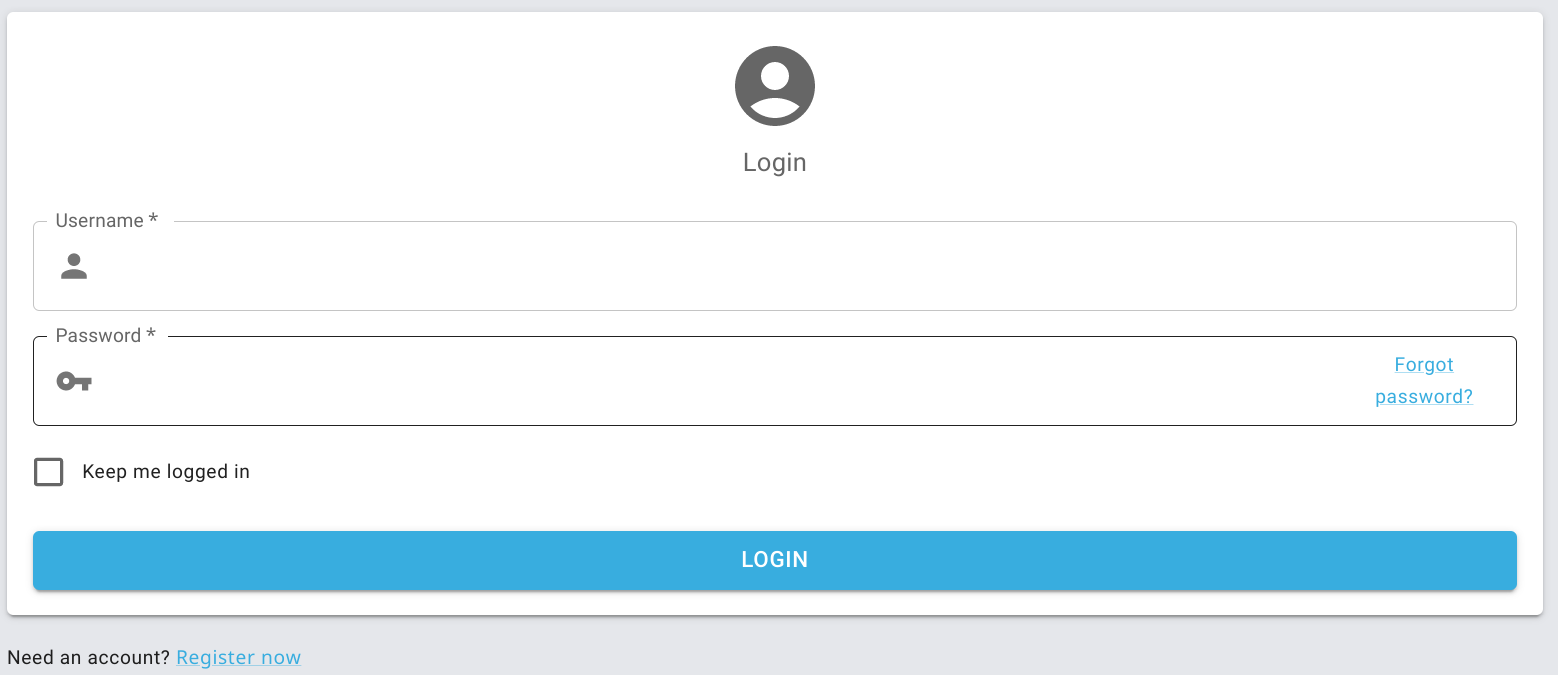 Login
Username *
Password *
Forgot
password?
Keep me logged in
LOGIN
Need an account? Register now